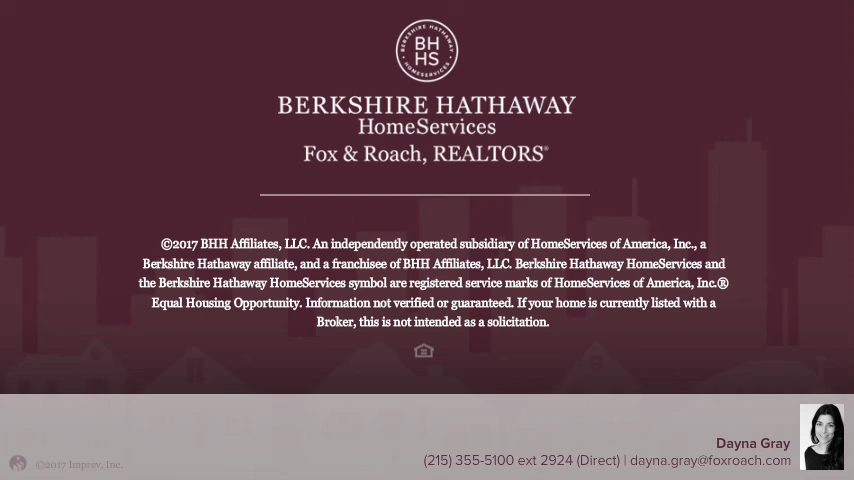 BERKSHIRE HATHAWAY
HOMESERVICES
BH
HS
BERKSHIRE HATHAWAY
HomeServices
Fox & Roach, REALTORS®
©2017 BHH Affiliates, LLC. An independently operated subsidiary of HomeServices of America, Inc., a
Berkshire Hathaway affiliate, and a franchisee of BHH Affiliates, LLC. Berkshire Hathaway HomeServices and
the Berkshire Hathaway HomeServices symbol are registered service marks of HomeServices of America, Inc.®
Equal Housing Opportunity. Information not verified or guaranteed. If your home is currently listed with a
Broker, this is not intended as a solicitation.
Dayna Gray
(215) 355-5100 ext 2924 (Direct) | dayna.gray@foxroach.com
©2017 Imprev, Inc.